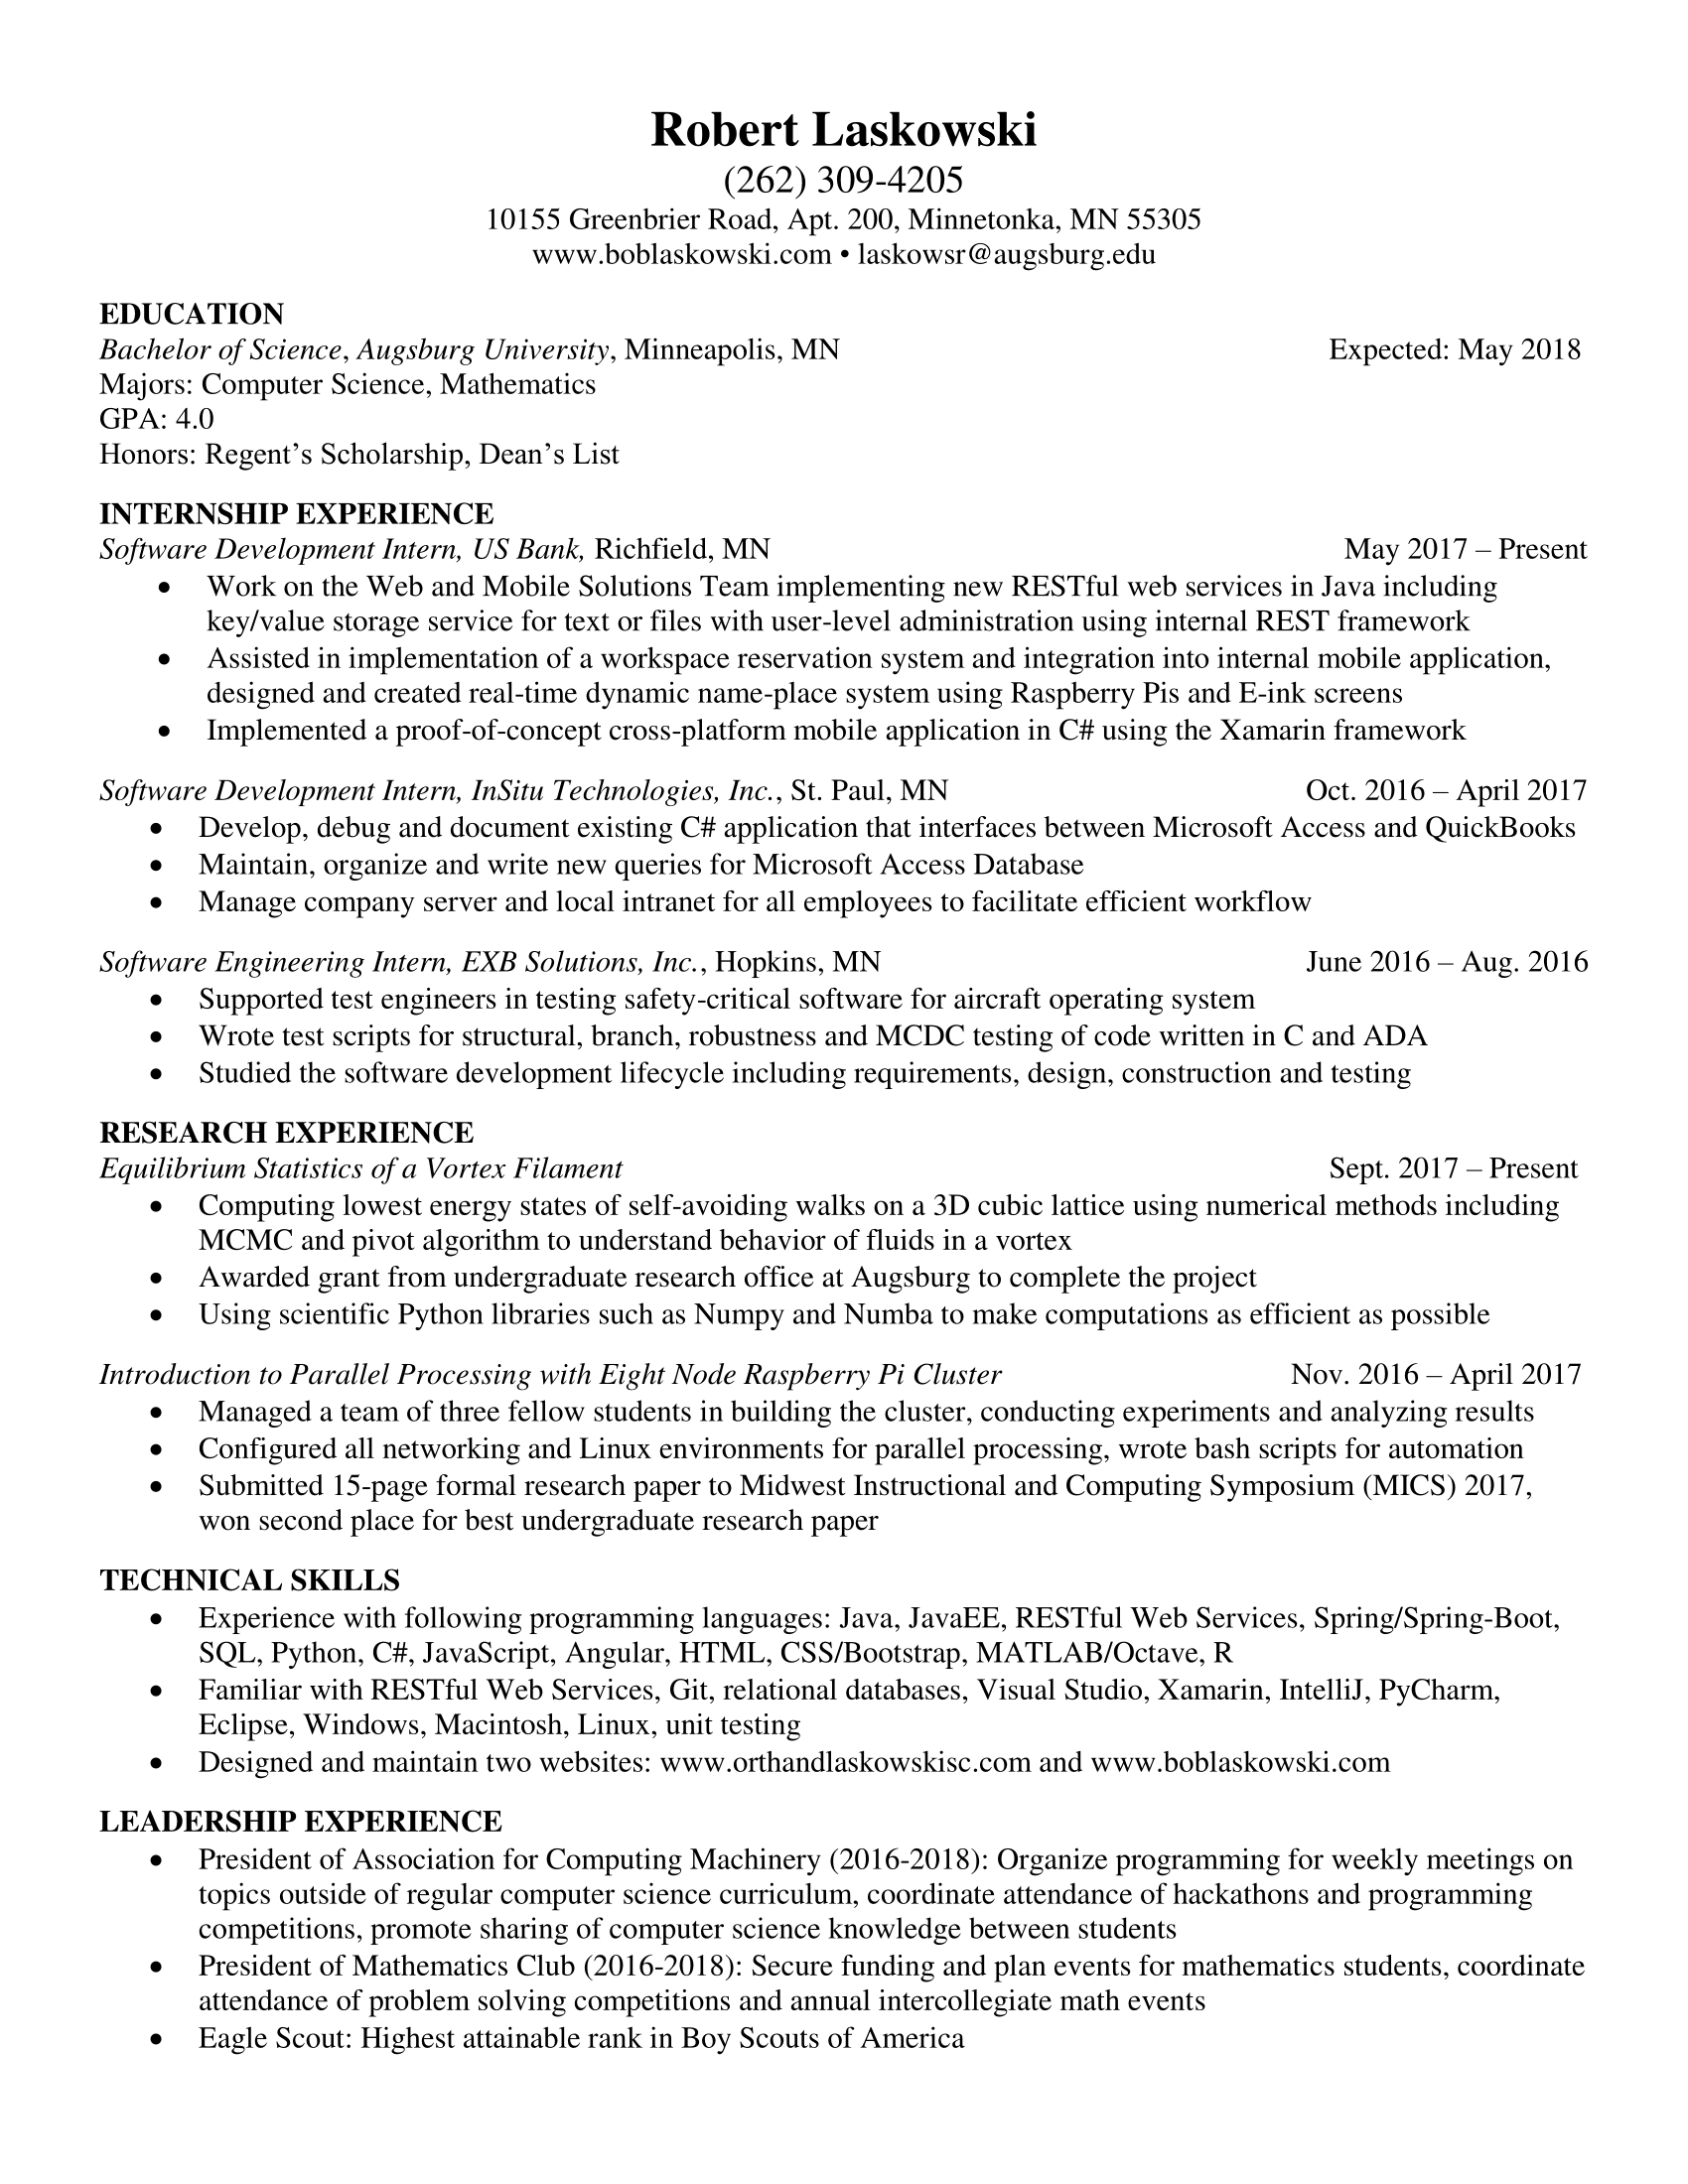 Robert Laskowski
(262) 309-4205
10155 Greenbrier Road, Apt. 200, Minnetonka, MN 55305
www.boblaskowski.com • laskowsr@augsburg.edu
EDUCATION
Bachelor of Science, Augsburg University, Minneapolis, MN Expected: May 2018
Majors: Computer Science, Mathematics
GPA: 4.0
Honors: Regent’s Scholarship, Dean’s List
INTERNSHIP EXPERIENCE
Software Development Intern, US Bank, Richfield, MN May 2017 – Present
• Work on the Web and Mobile Solutions Team implementing new RESTful web services in Java including
key/value storage service for text or files with user-level administration using internal REST framework
• Assisted in implementation of a workspace reservation system and integration into internal mobile application,
designed and created real-time dynamic name-place system using Raspberry Pis and E-ink screens
• Implemented a proof-of-concept cross-platform mobile application in C# using the Xamarin framework
Software Development Intern, InSitu Technologies, Inc., St. Paul, MN Oct. 2016 – April 2017
• Develop, debug and document existing C# application that interfaces between Microsoft Access and QuickBooks
• Maintain, organize and write new queries for Microsoft Access Database
• Manage company server and local intranet for all employees to facilitate efficient workflow
Software Engineering Intern, EXB Solutions, Inc., Hopkins, MN June 2016 – Aug. 2016
• Supported test engineers in testing safety-critical software for aircraft operating system
• Wrote test scripts for structural, branch, robustness and MCDC testing of code written in C and ADA
• Studied the software development lifecycle including requirements, design, construction and testing
RESEARCH EXPERIENCE
Equilibrium Statistics of a Vortex Filament Sept. 2017 – Present
• Computing lowest energy states of self-avoiding walks on a 3D cubic lattice using numerical methods including
MCMC and pivot algorithm to understand behavior of fluids in a vortex
• Awarded grant from undergraduate research office at Augsburg to complete the project
• Using scientific Python libraries such as Numpy and Numba to make computations as efficient as possible
Introduction to Parallel Processing with Eight Node Raspberry Pi Cluster Nov. 2016 – April 2017
• Managed a team of three fellow students in building the cluster, conducting experiments and analyzing results
• Configured all networking and Linux environments for parallel processing, wrote bash scripts for automation
• Submitted 15-page formal research paper to Midwest Instructional and Computing Symposium (MICS) 2017,
won second place for best undergraduate research paper
TECHNICAL SKILLS
• Experience with following programming languages: Java, JavaEE, RESTful Web Services, Spring/Spring-Boot,
SQL, Python, C#, JavaScript, Angular, HTML, CSS/Bootstrap, MATLAB/Octave, R
• Familiar with RESTful Web Services, Git, relational databases, Visual Studio, Xamarin, IntelliJ, PyCharm,
Eclipse, Windows, Macintosh, Linux, unit testing
• Designed and maintain two websites: www.orthandlaskowskisc.com and www.boblaskowski.com
LEADERSHIP EXPERIENCE
• President of Association for Computing Machinery (2016-2018): Organize programming for weekly meetings on
topics outside of regular computer science curriculum, coordinate attendance of hackathons and programming
competitions, promote sharing of computer science knowledge between students
• President of Mathematics Club (2016-2018): Secure funding and plan events for mathematics students, coordinate
attendance of problem solving competitions and annual intercollegiate math events
• Eagle Scout: Highest attainable rank in Boy Scouts of America